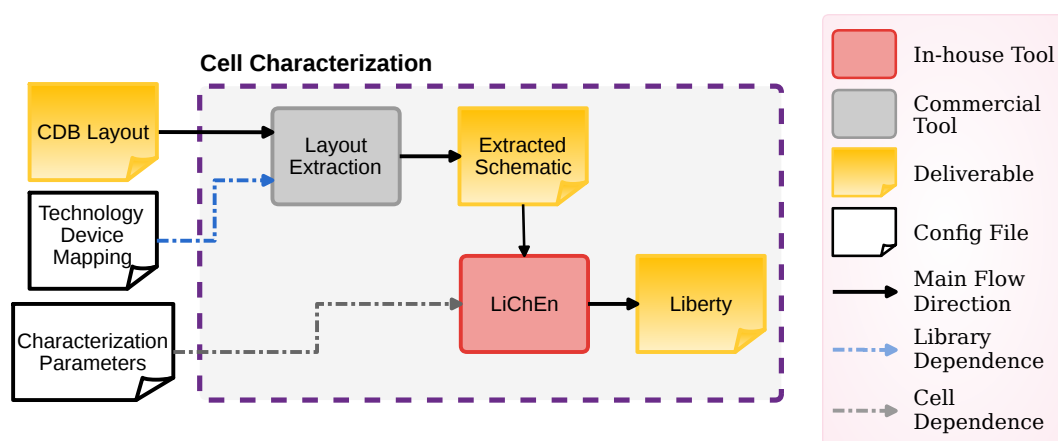 Cell Characterization
CDB Layout
Layout
Extraction
Extracted
Schematic
Technology
Device
Mapping
LiChEn
Liberty
Characterization
Parameters
In-house Tool
Commercial
Tool
Deliverable
Config File
Main Flow
Direction
Library
Dependence
Cell
Dependence